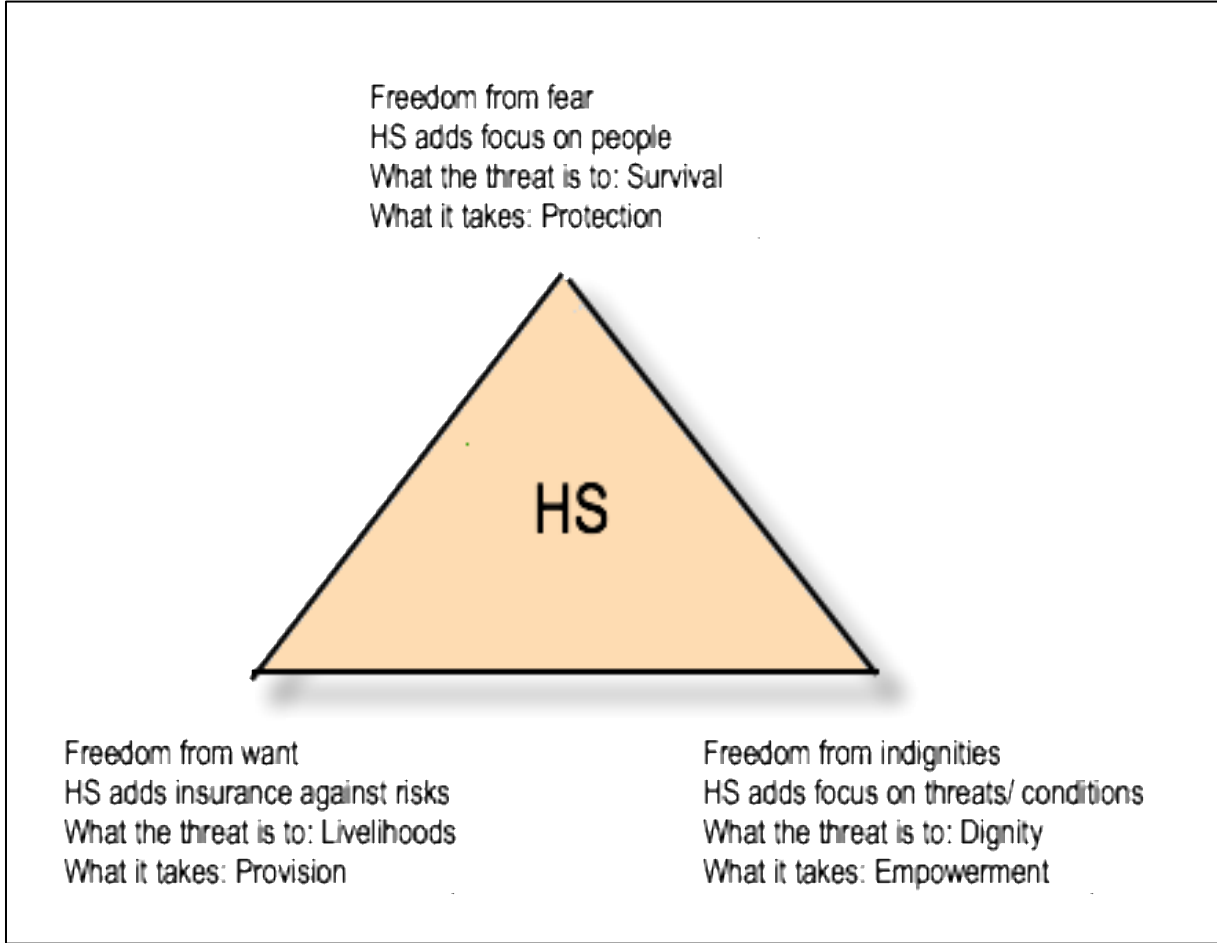 Freedom from fear
HS adds focus on people
What the threat is to: Survival
What it takes: Protection
HS
Freedom from want
HS adds insurance against risks
What the threat is to: Livelihoods
What it takes: Provision
Freedom from indignities
HS adds focus on threats/ conditions
What the threat is to: Dignity
What it takes: Empowerment